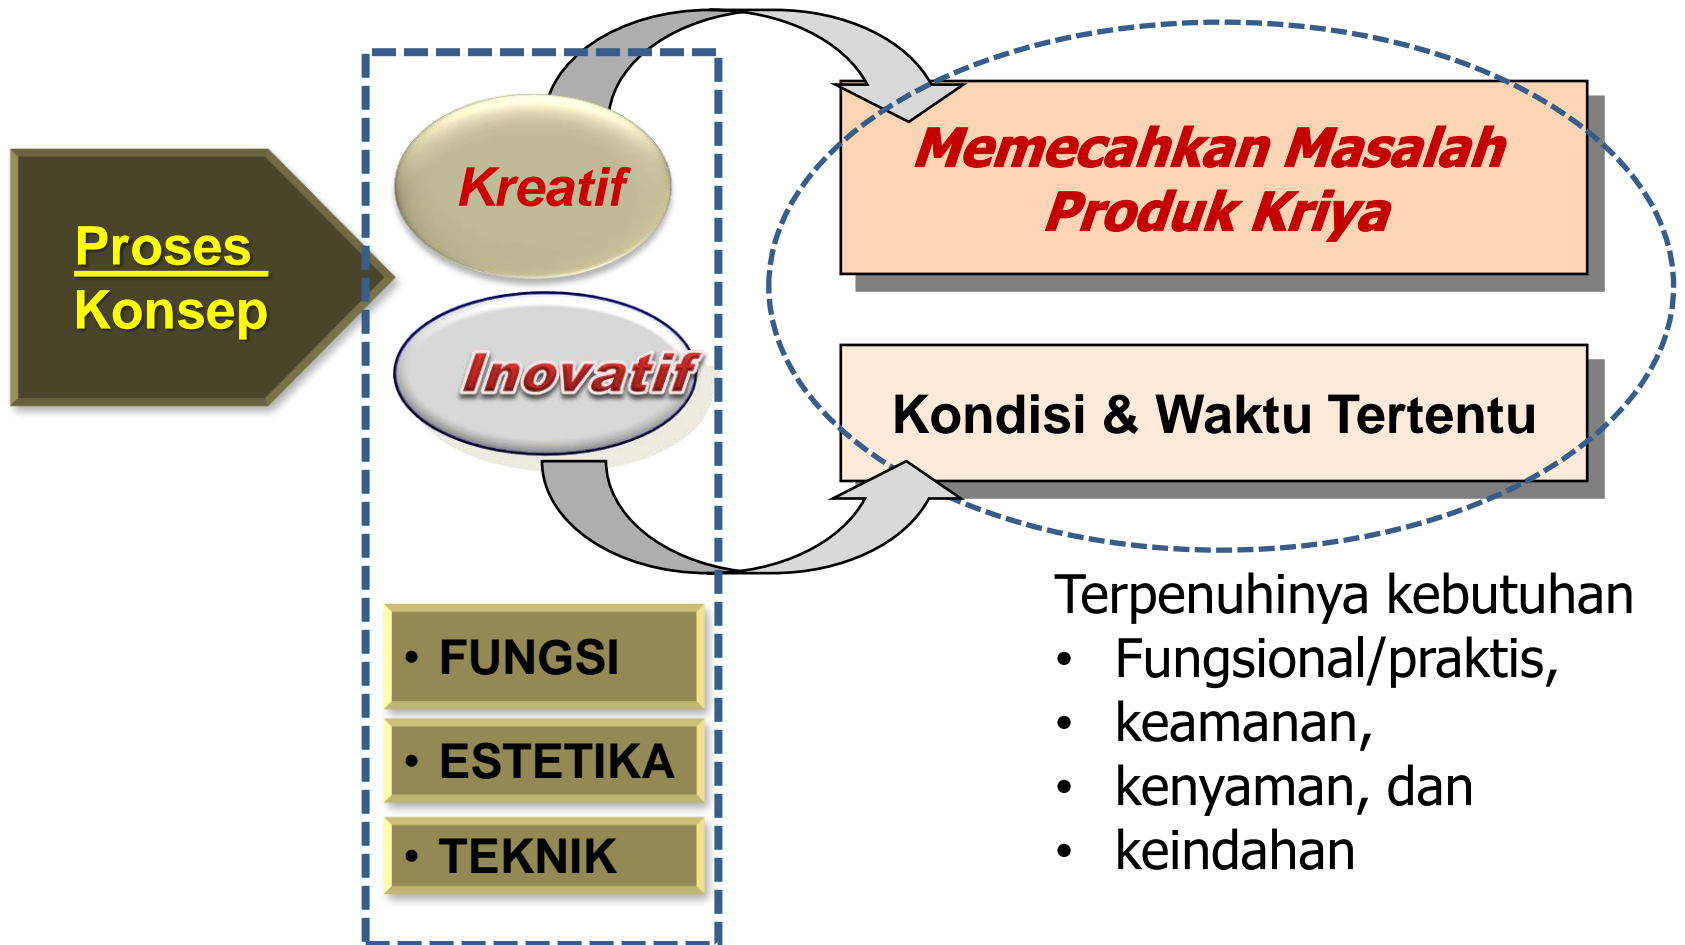 Proses
Konsep
Kreatif
Inovatif
• FUNGSI
• ESTETIKA
• TEKNIK
Memecahkan Masalah
Produk Kriya
Kondisi & Waktu Tertentu
Terpenuhinya kebutuhan
• Fungsional/praktis,
• keamanan,
• kenyaman, dan
• keindahan